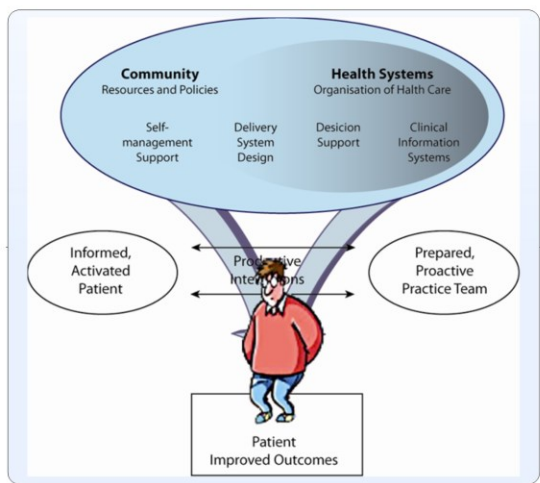 Community
Resources and Policies
Health Systems
Organisation of Halth Care
Self-
management
Support
Delivery
System
Design
Desicion
Support
Clinical
Information
Systems
Informed,
Activated
Patient
Prepared,
Proactive
Practice Team
Patient
Improved Outcomes